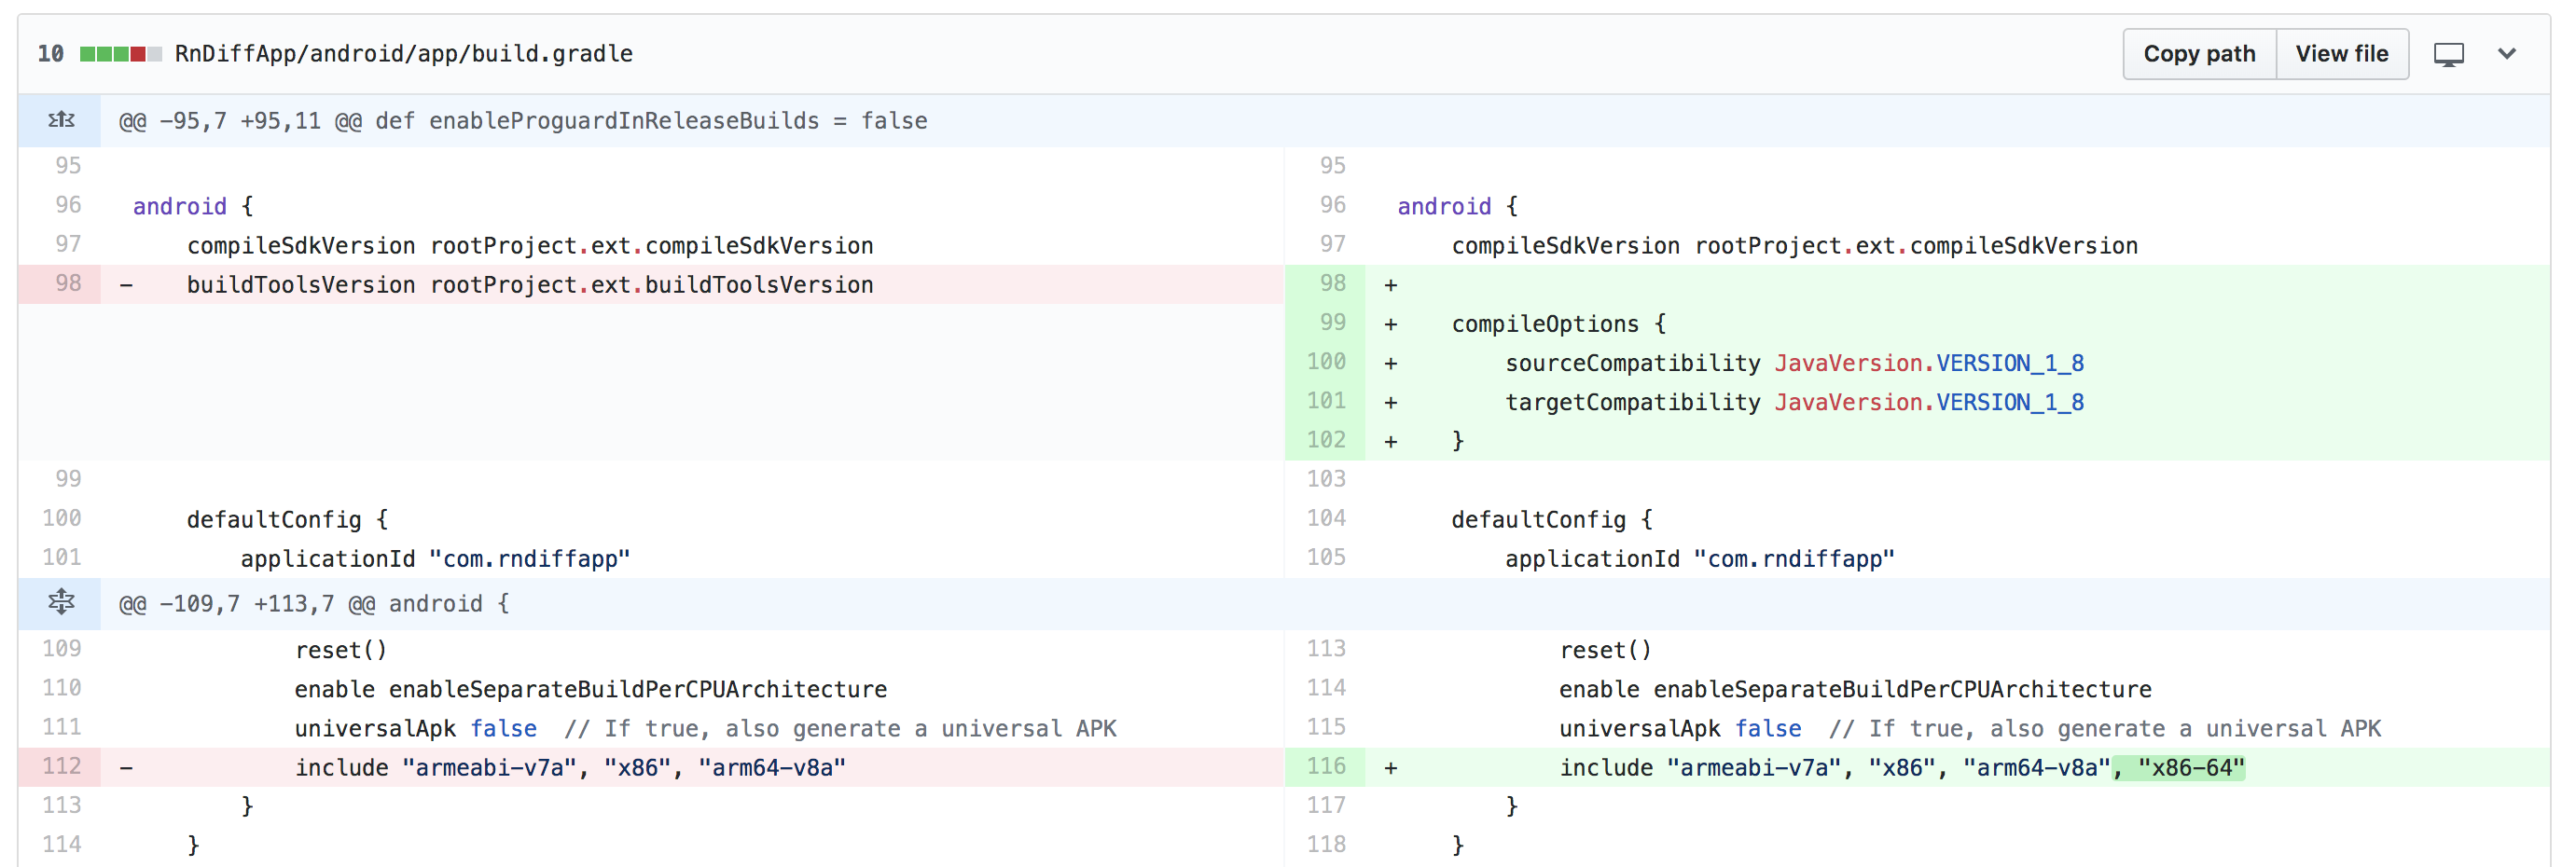 10 RnDiffApp/android/app/build.gradle Copy path View file
@@ -95,7 +95,11 @@ def enableProguardInReleaseBuilds = false
95 95
96 android { 96 android {
97 compileSdkVersion rootProject.ext.compileSdkVersion 97 compileSdkVersion rootProject.ext.compileSdkVersion
98 - buildToolsVersion rootProject.ext.buildToolsVersion 98 +
99 + compileOptions {
100 + sourceCompatibility JavaVersion.VERSION_1_8
101 + targetCompatibility JavaVersion.VERSION_1_8
102 + }
99 103
100 defaultConfig { 104 defaultConfig {
101 applicationId "com.rndiffapp" 105 applicationId "com.rndiffapp"
@@ -109,7 +113,7 @@ android {
109 reset() 113 reset()
110 enable enableSeparateBuildPerCPUArchitecture 114 enable enableSeparateBuildPerCPUArchitecture
111 universalApk false // If true, also generate a universal APK 115 universalApk false // If true, also generate a universal APK
112 - include "armeabi-v7a", "x86", "arm64-v8a" 116 + include "armeabi-v7a", "x86", "arm64-v8a", "x86-64"
113 } 117 }
114 } 118 }